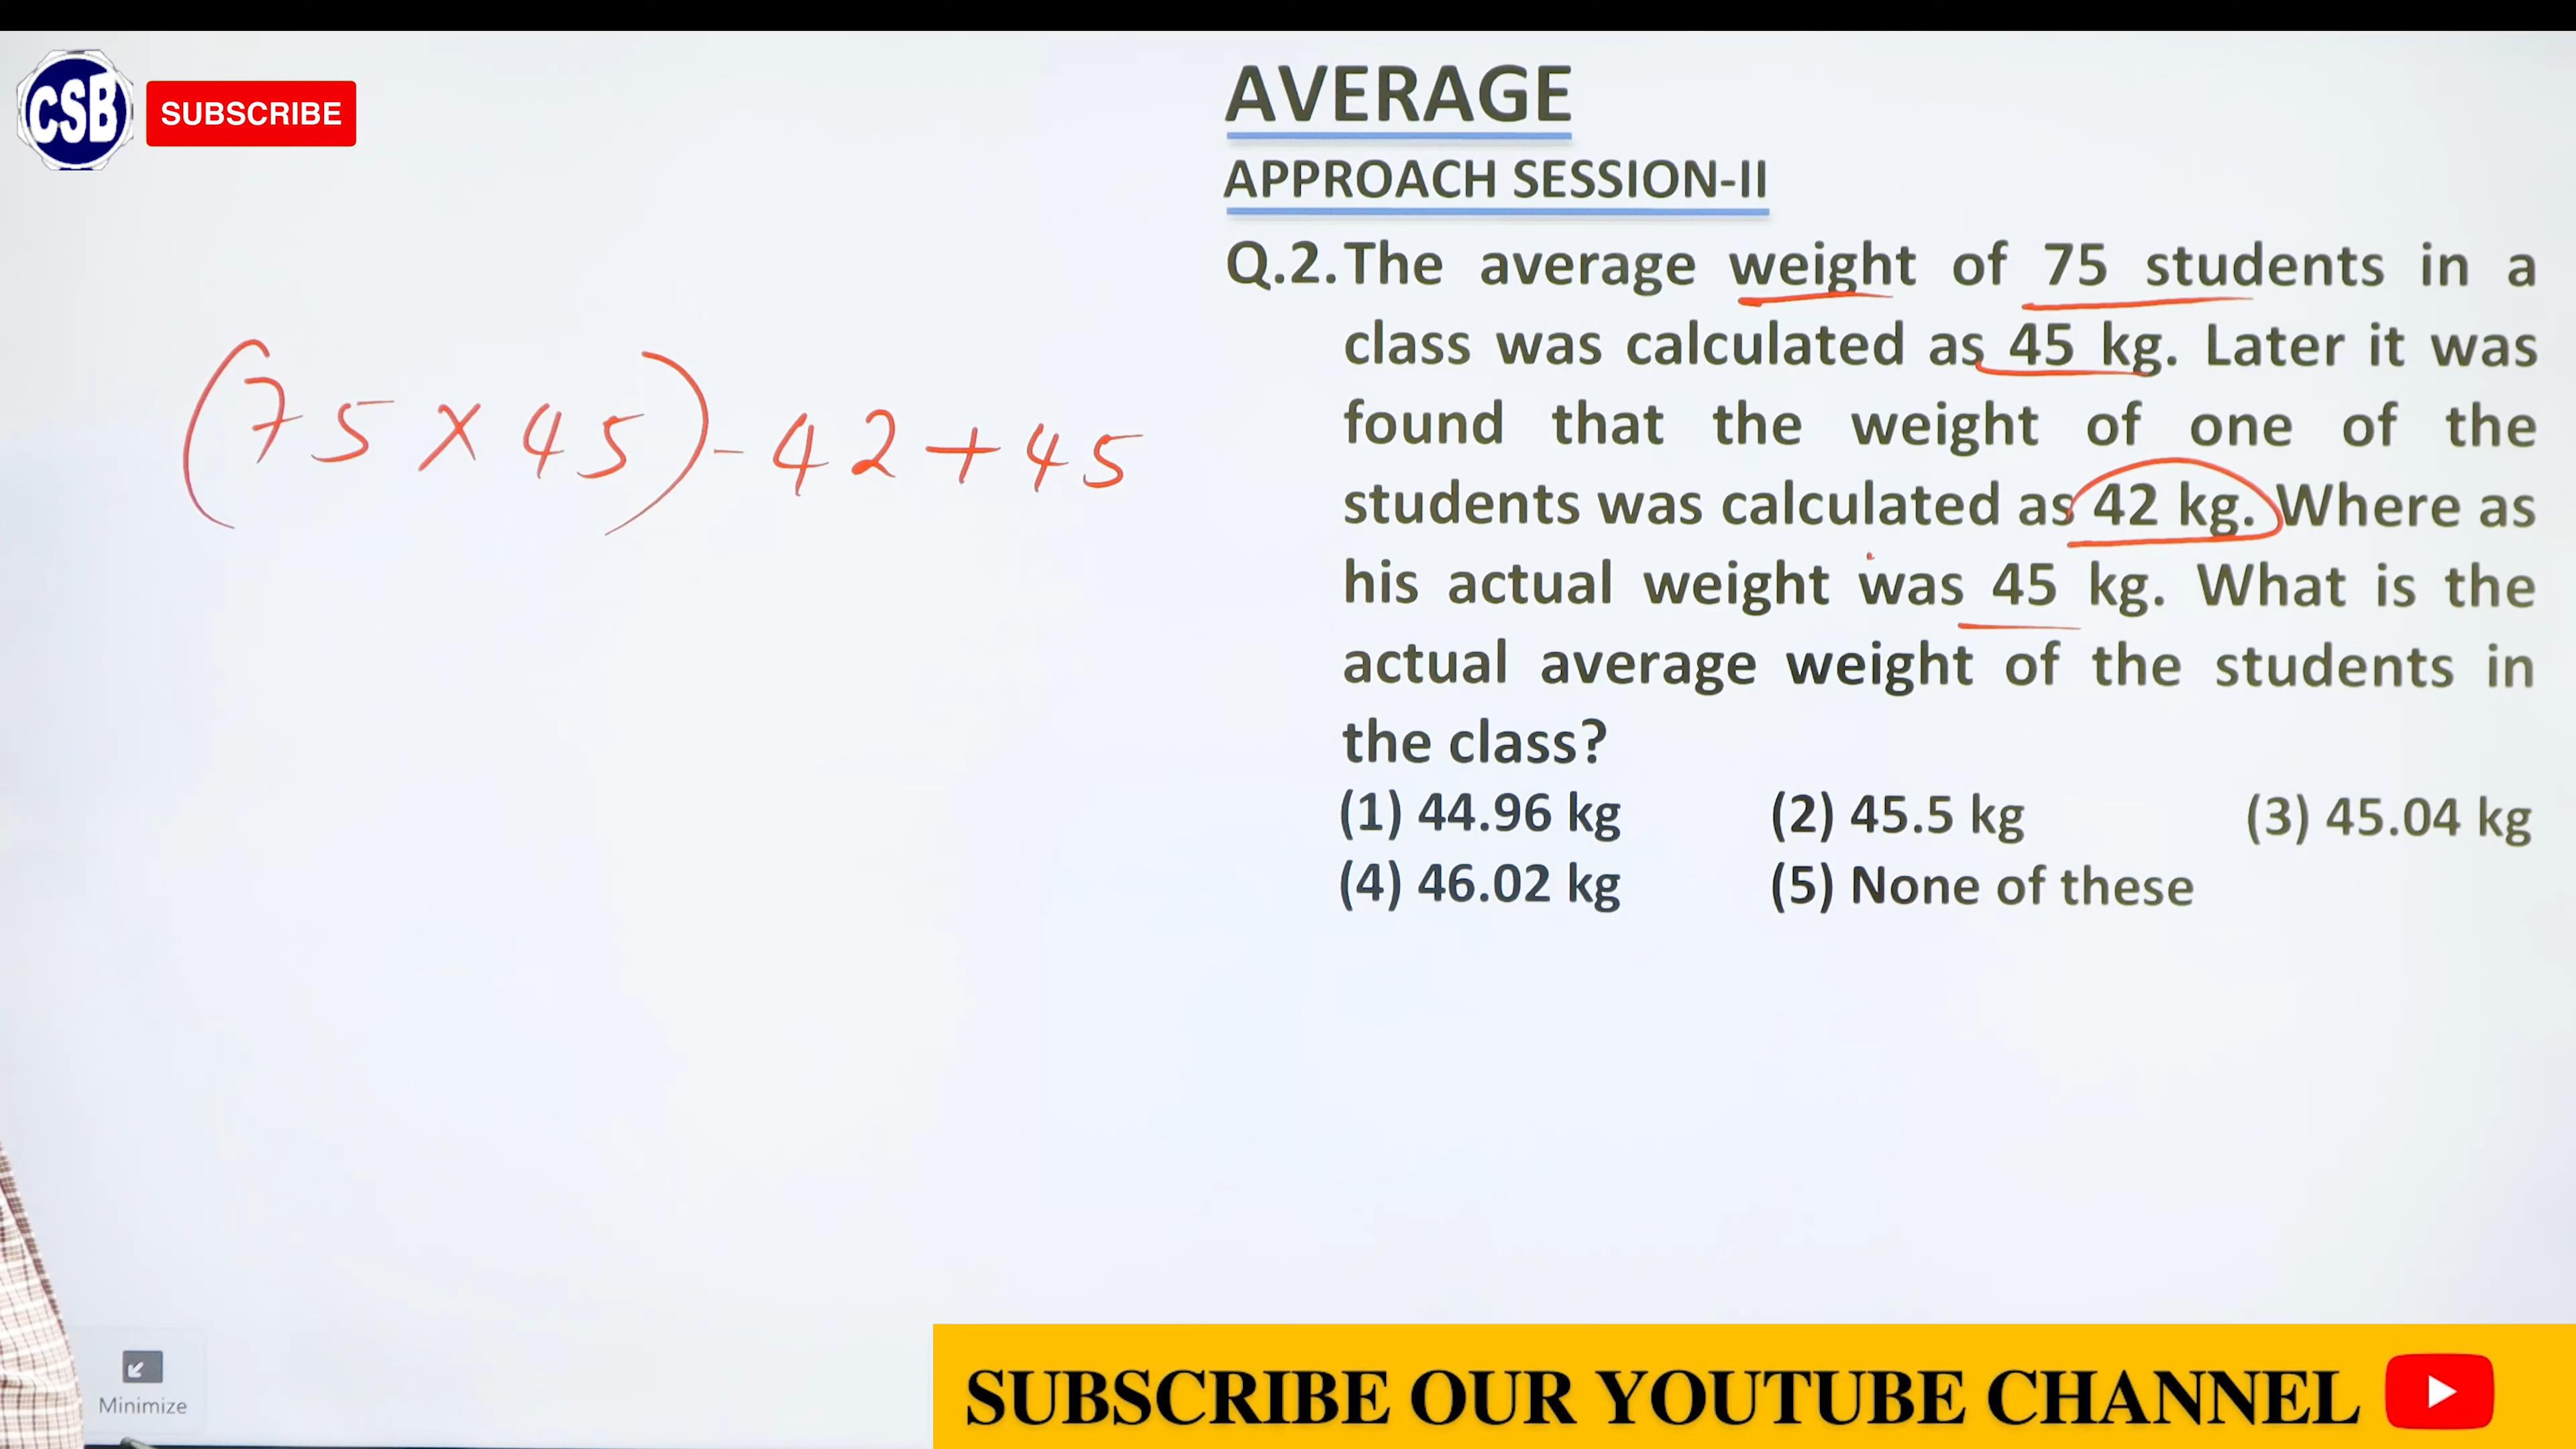 CSB
SUBSCRIBE
AVERAGE
APPROACH SESSION-II
Q.2. The average weight of 75 students in a
class was calculated as 45 kg. Later it was
found that the weight of one of the
students was calculated as 42 kg. Where as
his actual weight was 45 kg. What is the
actual average weight of the students in
the class?
(1) 44.96 kg (2) 45.5 kg (3) 45.04 kg
(4) 46.02 kg (5) None of these
(75 × 45) - 42 + 45
Minimize
SUBSCRIBE OUR YOUTUBE CHANNEL